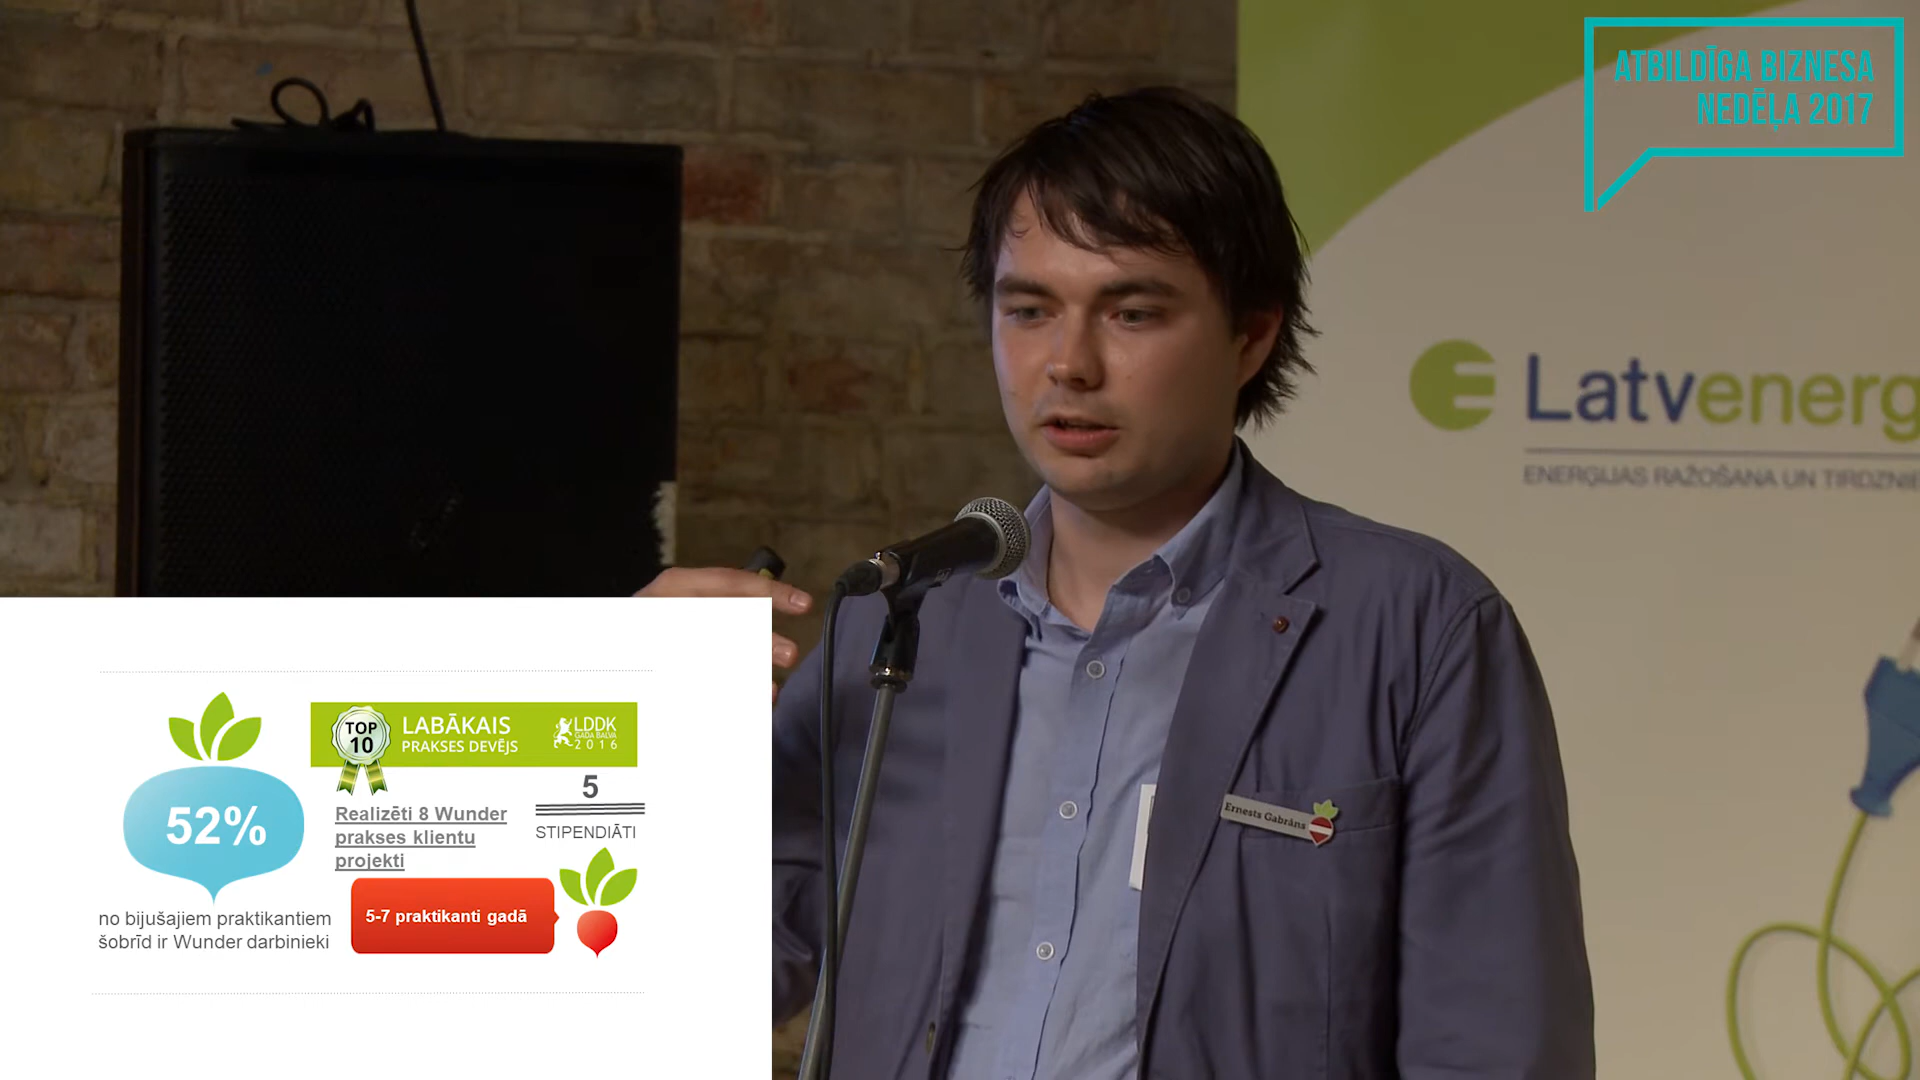 ATBILDĪGA BIZNESA
NEDĒĻA 2017
Latvenerg
ENERĢIJAS RAŽOŠANA UN TIRDZNIE
Ernests Gabrāns
TOP
10
LABĀKAIS
PRAKSES DEVĒJS
LDDK
GADA BALVA
2016
52%
no bijušajiem praktikantiem
šobrīd ir Wunder darbinieki
Realizēti 8 Wunder
prakses klientu
projekti
5
STIPENDIĀTI
5-7 praktikanti gadā